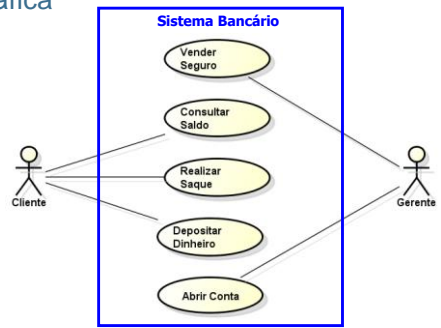 Sistema Bancário
Vender
Seguro
Consultar
Saldo
Realizar
Saque
Cliente
Gerente
Depositar
Dinheiro
Abrir Conta